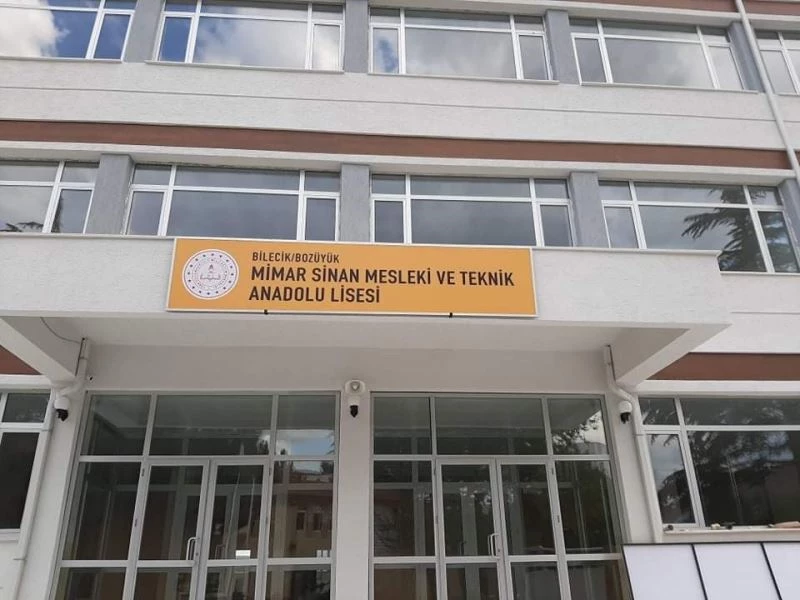 BİLECİK/BOZÜYÜK
MİMAR SİNAN MESLEKİ VE TEKNİK
ANADOLU LİSESİ